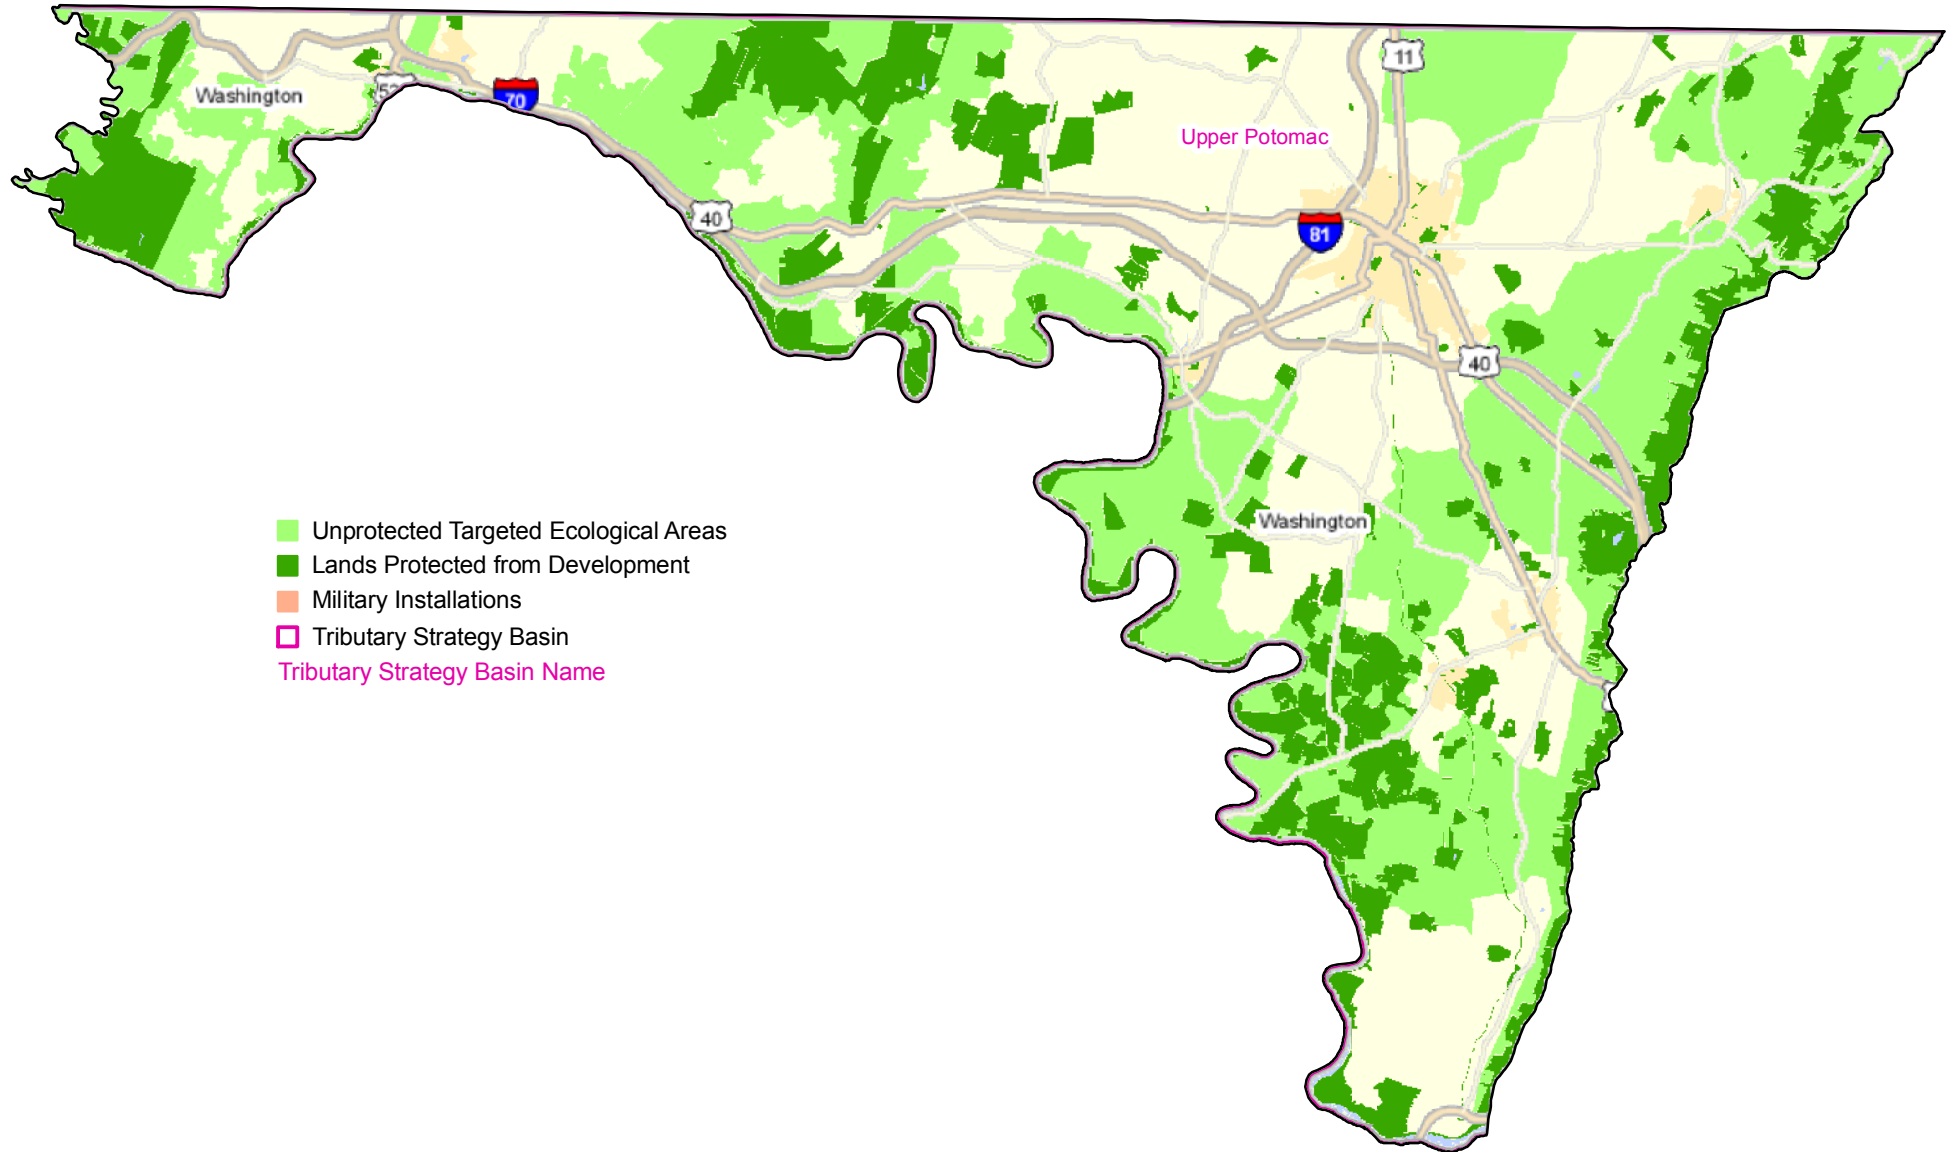 11
Washington
52
70
Upper Potomac
40
81
40
Washington
Unprotected Targeted Ecological Areas
Lands Protected from Development
Military Installations
Tributary Strategy Basin
Tributary Strategy Basin Name